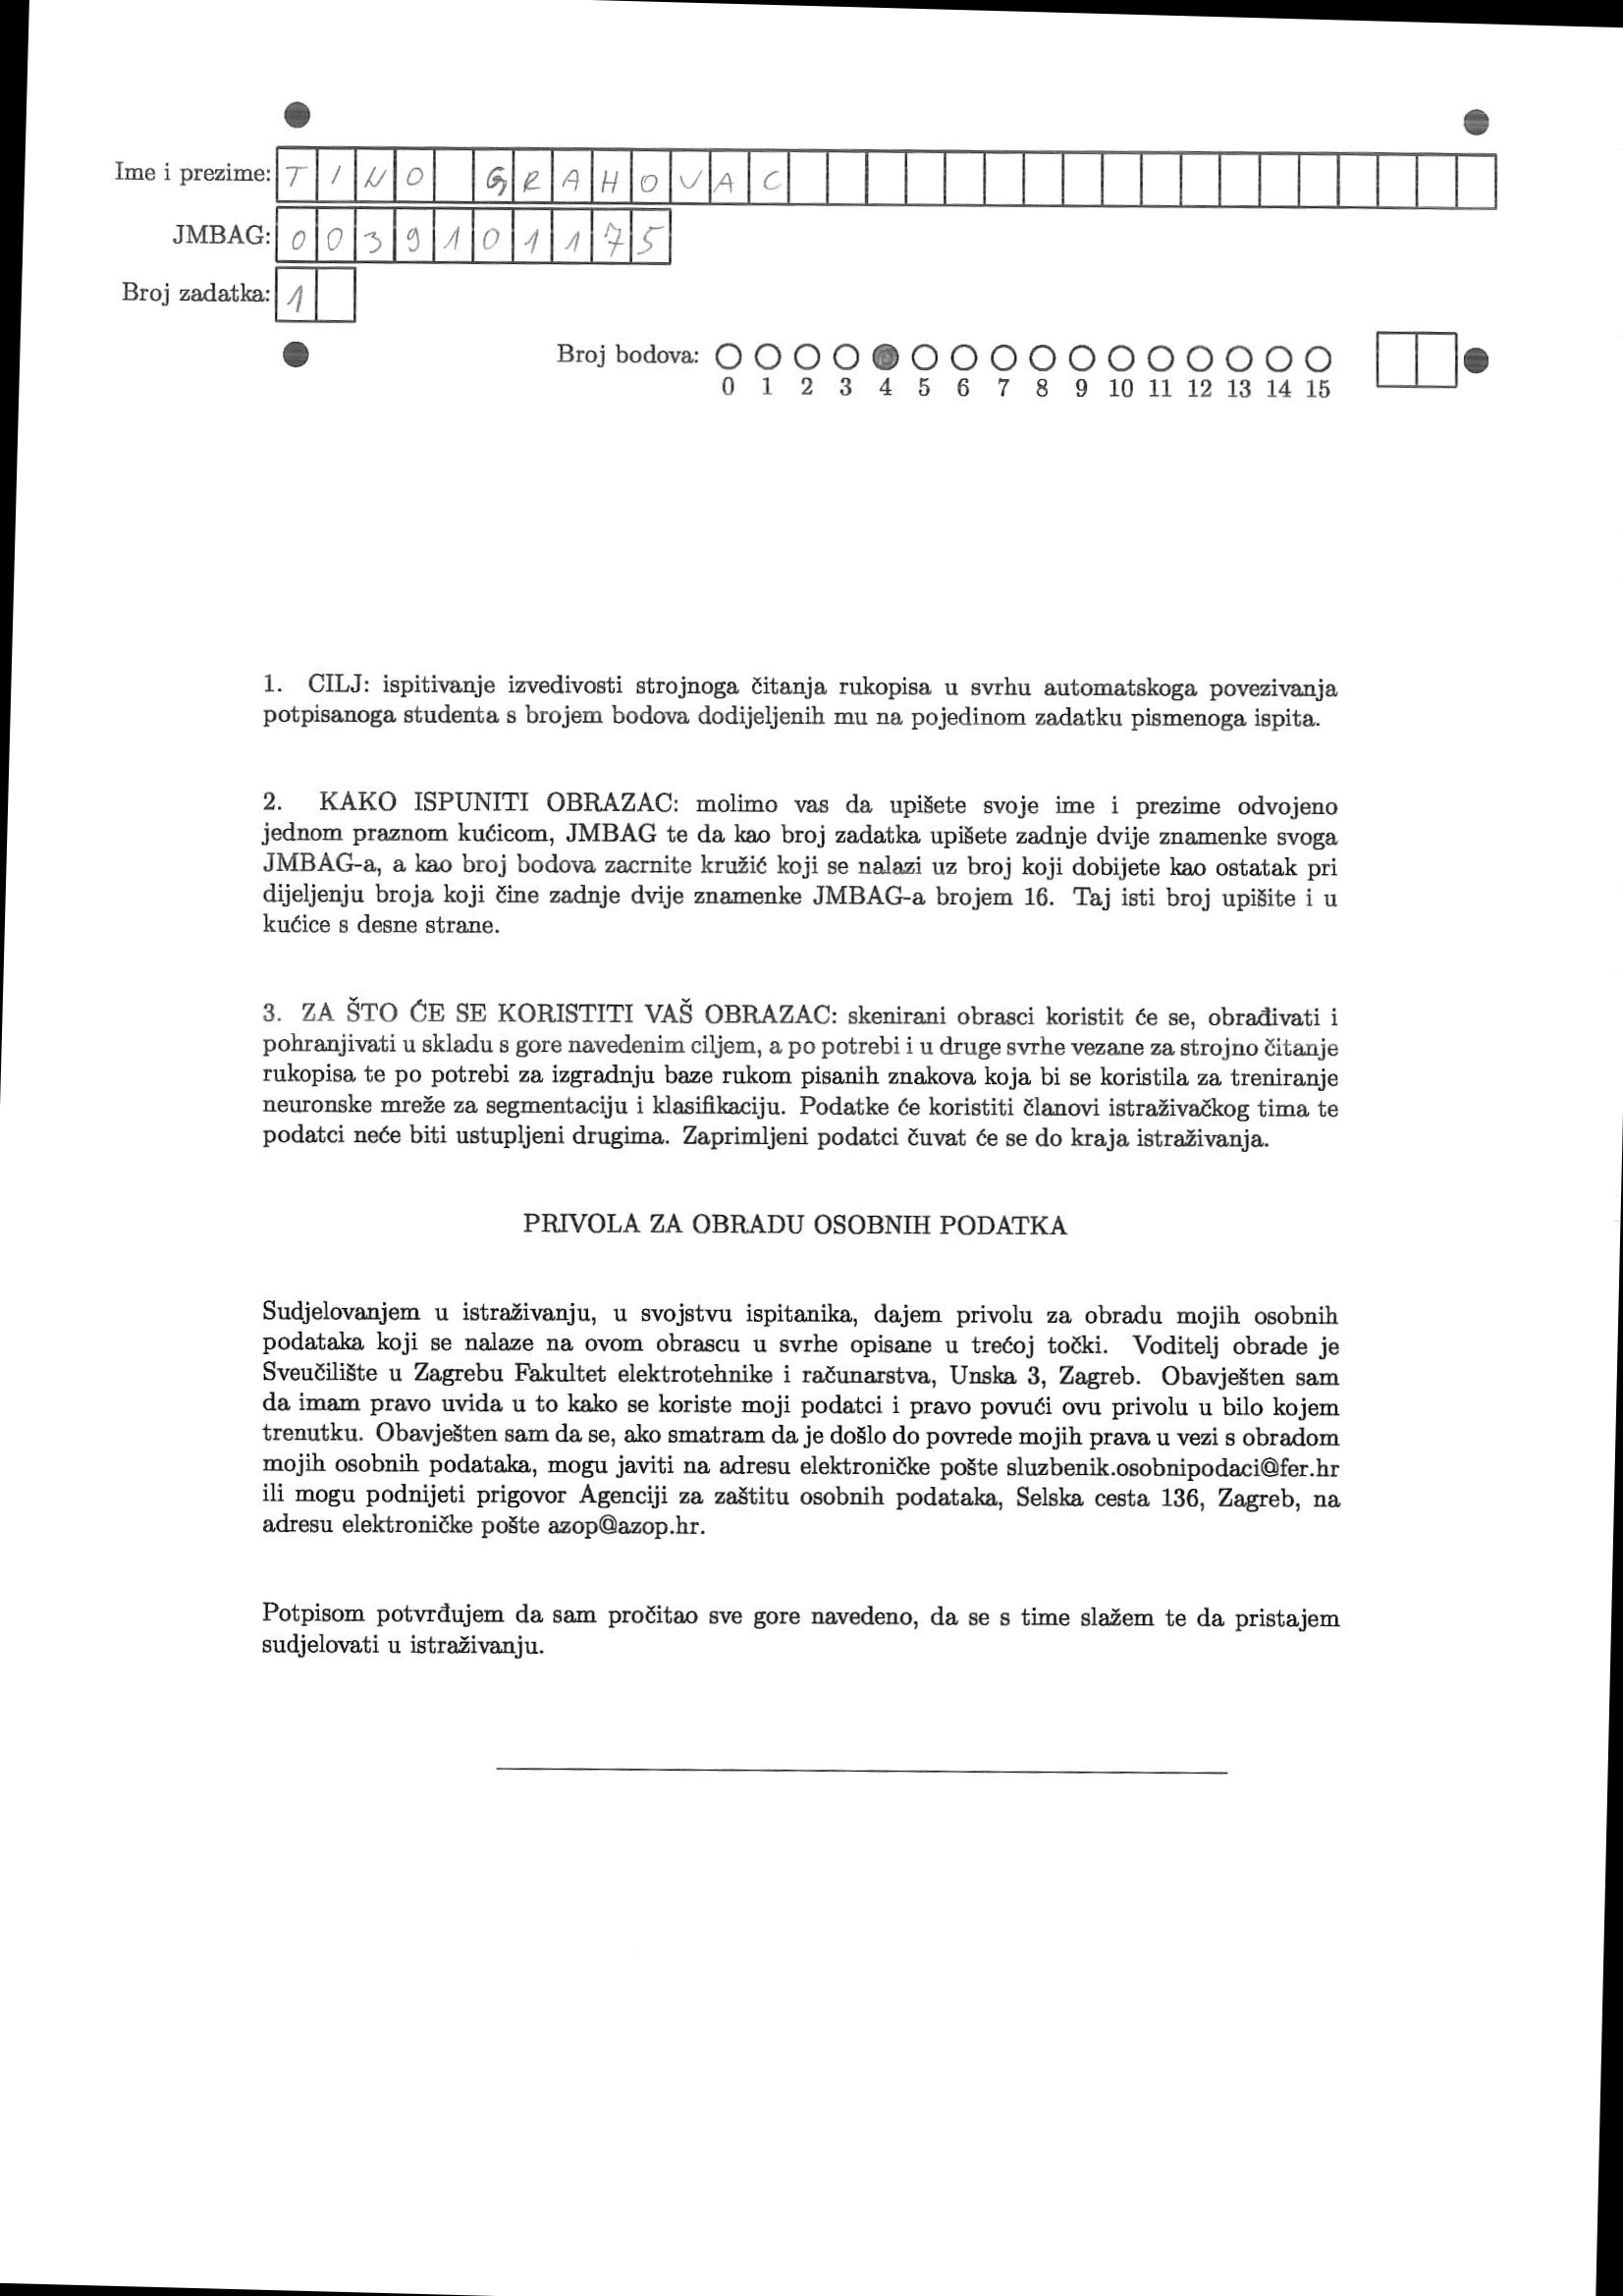 Ime i prezime: TINO GRAHOVAC
JMBAG: 0039101175
Broj zadatka: 1
Broj bodova:
0 1 2 3 4 5 6 7 8 9 10 11 12 13 14 15
1. CILJ: ispitivanje izvedivosti strojnoga čitanja rukopisa u svrhu automatskoga povezivanja
potpisanoga studenta s brojem bodova dodijeljenih mu na pojedinom zadatku pismenoga ispita.
2. KAKO ISPUNITI OBRAZAC: molimo vas da upišete svoje ime i prezime odvojeno
jednom praznom kućicom, JMBAG te da kao broj zadatka upišete zadnje dvije znamenke svoga
JMBAG-a, a kao broj bodova zacrnite kružić koji se nalazi uz broj koji dobijete kao ostatak pri
dijeljenju broja koji čine zadnje dvije znamenke JMBAG-a brojem 16. Taj isti broj upišite i u
kućice s desne strane.
3. ZA ŠTO ĆE SE KORISTITI VAŠ OBRAZAC: skenirani obrasci koristit će se, obrađivati i
pohranjivati u skladu s gore navedenim ciljem, a po potrebi i u druge svrhe vezane za strojno čitanje
rukopisa te po potrebi za izgradnju baze rukom pisanih znakova koja bi se koristila za treniranje
neuronske mreže za segmentaciju i klasifikaciju. Podatke će koristiti članovi istraživačkog tima te
podatci neće biti ustupljeni drugima. Zaprimljeni podatci čuvat će se do kraja istraživanja.
PRIVOLA ZA OBRADU OSOBNIH PODATKA
Sudjelovanjem u istraživanju, u svojstvu ispitanika, dajem privolu za obradu mojih osobnih
podataka koji se nalaze na ovom obrascu u svrhe opisane u trećoj točki. Voditelj obrade je
Sveučilište u Zagrebu Fakultet elektrotehnike i računarstva, Unska 3, Zagreb. Obavješten sam
da imam pravo uvida u to kako se koriste moji podatci i pravo povući ovu privolu u bilo kojem
trenutku. Obavješten sam da se, ako smatram da je došlo do povrede mojih prava u vezi s obradom
mojih osobnih podataka, mogu javiti na adresu elektroničke pošte sluzbenik.osobnipodaci@fer.hr
ili mogu podnijeti prigovor Agenciji za zaštitu osobnih podataka, Selska cesta 136, Zagreb, na
adresu elektroničke pošte azop@azop.hr.
Potpisom potvrđujem da sam pročitao sve gore navedeno, da se s time slažem te da pristajem
sudjelovati u istraživanju.